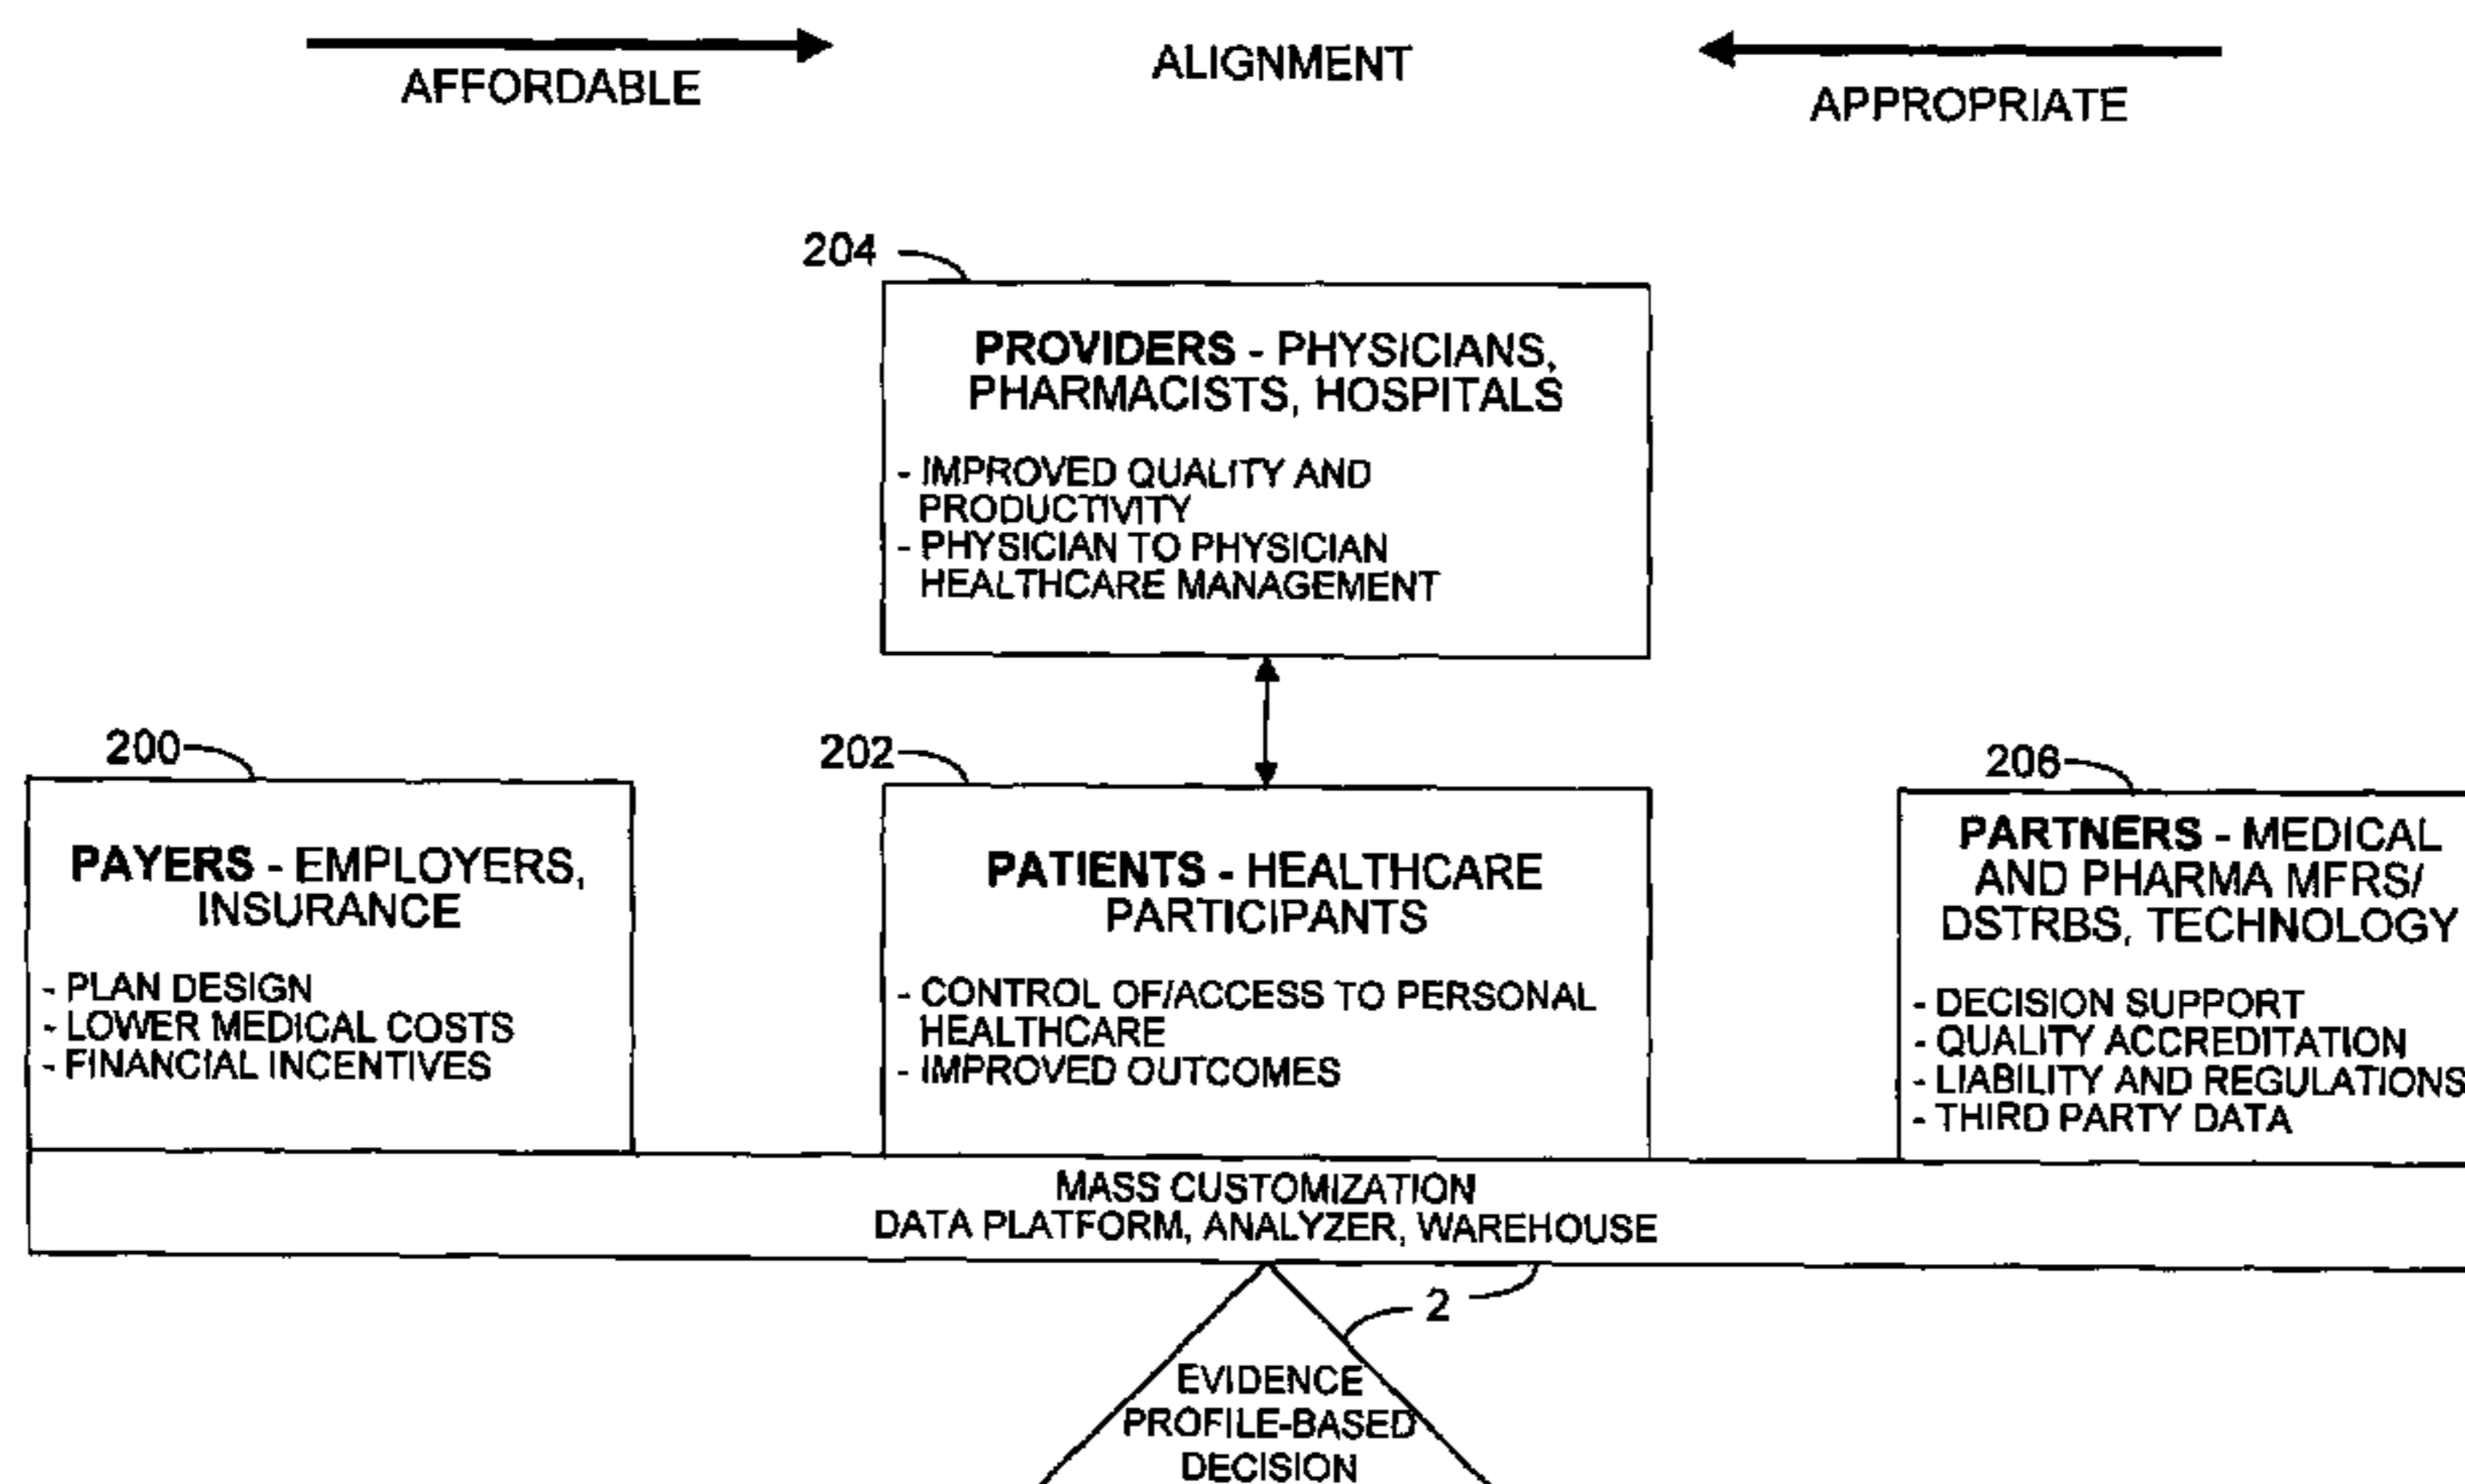 AFFORDABLE
ALIGNMENT
APPROPRIATE
204
PROVIDERS - PHYSICIANS,
PHARMACISTS, HOSPITALS
- IMPROVED QUALITY AND
PRODUCTIVITY
- PHYSICIAN TO PHYSICIAN
HEALTHCARE MANAGEMENT
200
PAYERS - EMPLOYERS,
INSURANCE
- PLAN DESIGN
- LOWER MEDICAL COSTS
- FINANCIAL INCENTIVES
202
PATIENTS - HEALTHCARE
PARTICIPANTS
- CONTROL OF/ACCESS TO PERSONAL
HEALTHCARE
- IMPROVED OUTCOMES
206
PARTNERS - MEDICAL
AND PHARMA MFRS/
DSTRBS, TECHNOLOGY
- DECISION SUPPORT
- QUALITY ACCREDITATION
- LIABILITY AND REGULATIONS
- THIRD PARTY DATA
MASS CUSTOMIZATION
DATA PLATFORM, ANALYZER, WAREHOUSE
2
EVIDENCE
PROFILE-BASED
DECISION